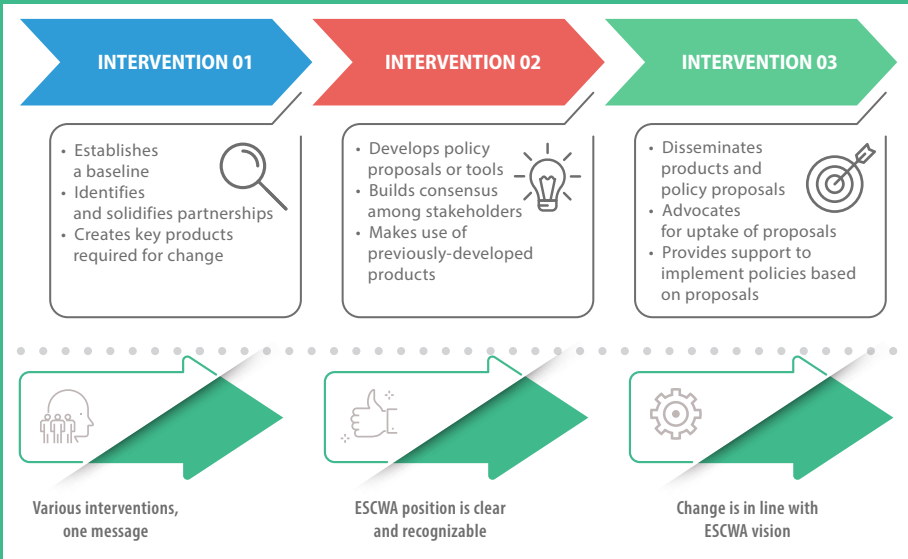 INTERVENTION 01
INTERVENTION 02
INTERVENTION 03
• Establishes
a baseline
• Identifies
and solidifies partnerships
• Creates key products
required for change
• Develops policy
proposals or tools
• Builds consensus
among stakeholders
• Makes use of
previously-developed
products
• Disseminates
products and
policy proposals
• Advocates
for uptake of proposals
• Provides support to
implement policies based
on proposals
Various interventions,
one message
ESCWA position is clear
and recognizable
Change is in line with
ESCWA vision